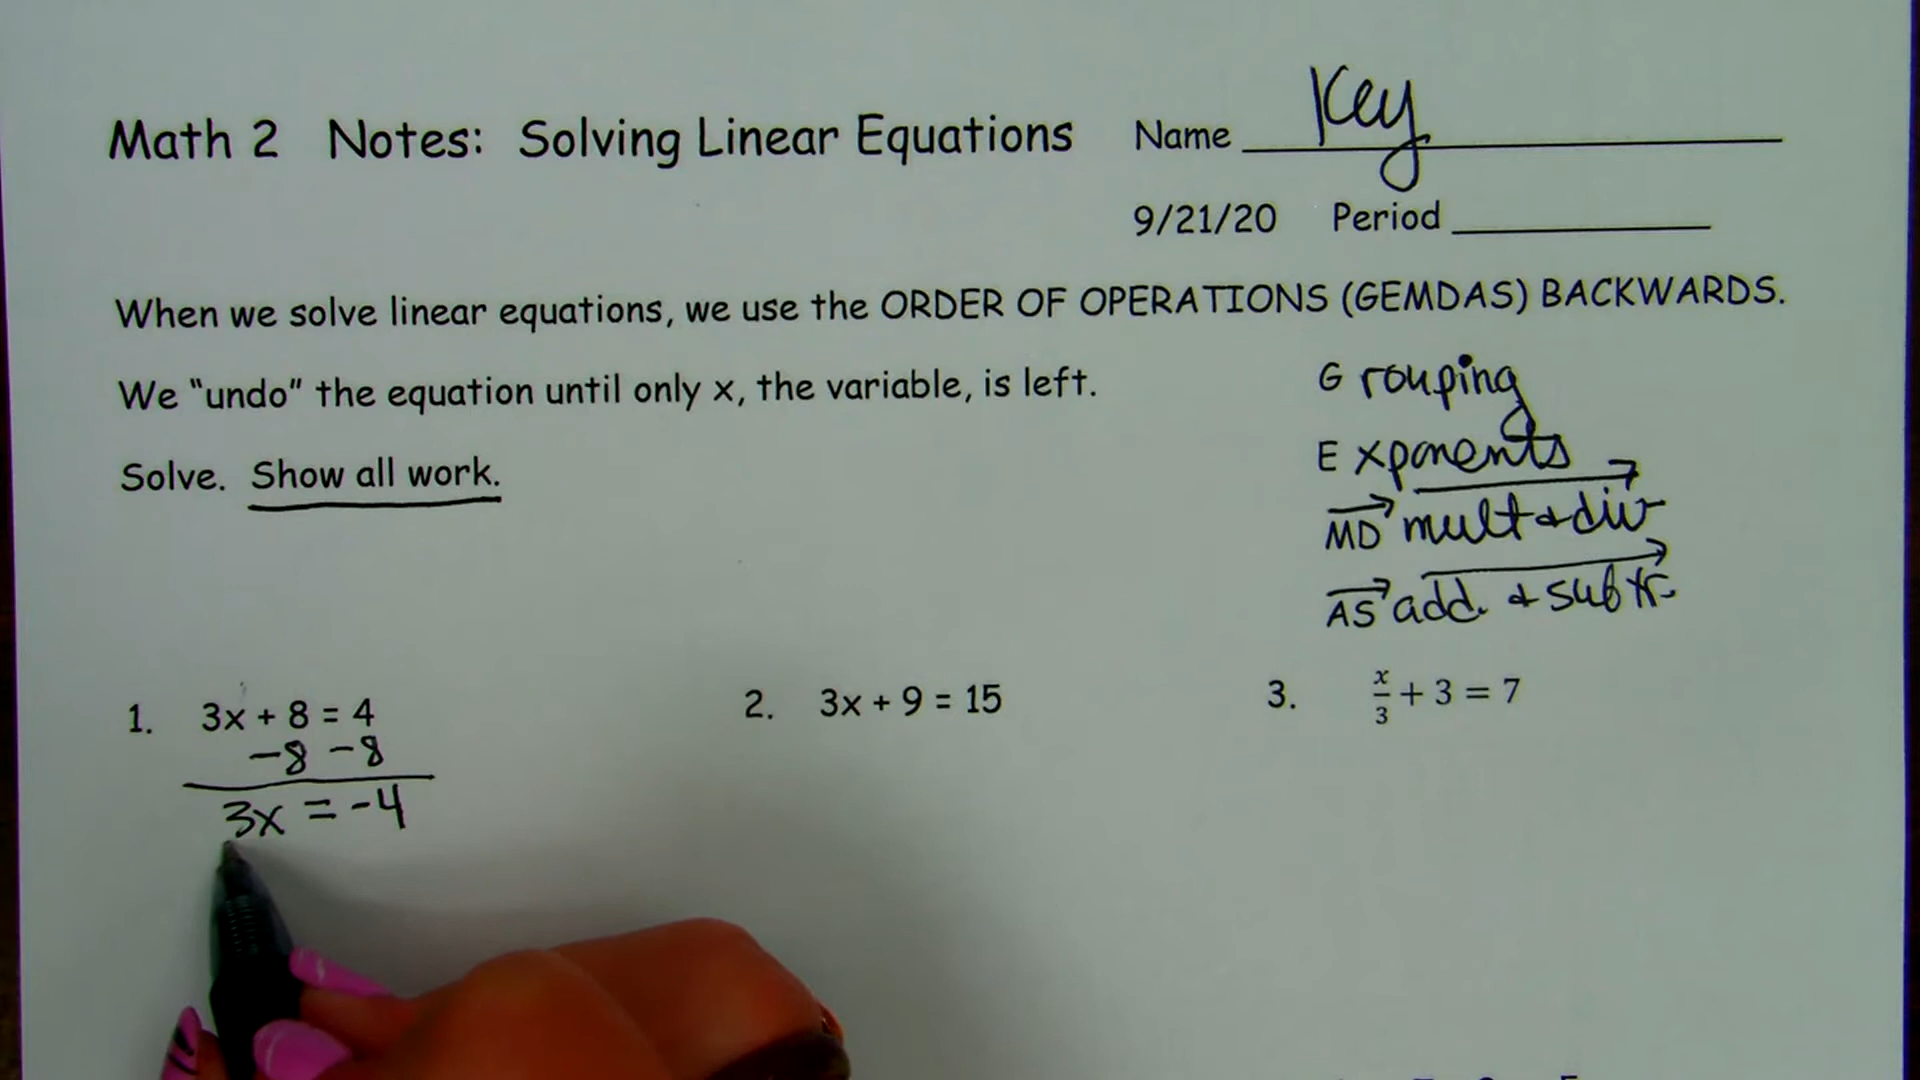 Math 2 Notes: Solving Linear Equations Name Key
9/21/20 Period
When we solve linear equations, we use the ORDER OF OPERATIONS (GEMDAS) BACKWARDS.
We "undo" the equation until only x, the variable, is left.
Grouping
Exponents
Solve. Show all work.
MD mult & div
AS add. & subtr.
1. 3x + 8 = 4
-8 -8
3x = -4
2. 3x + 9 = 15
3. x/3 + 3 = 7